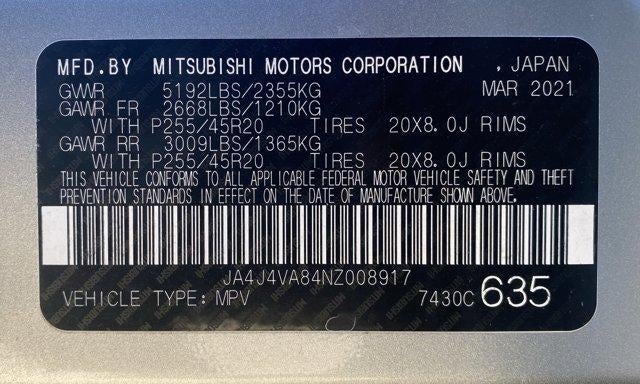 MFD.BY MITSUBISHI MOTORS CORPORATION , JAPAN
GVWR 5192LBS/2355KG MAR 2021
GAWR FR 2668LBS/1210KG
WITH P255/45R20 TIRES 20X8.0J RIMS
GAWR RR 3009LBS/1365KG
WITH P255/45R20 TIRES 20X8.0J RIMS
THIS VEHICLE CONFORMS TO ALL APPLICABLE FEDERAL MOTOR VEHICLE SAFETY AND THEFT
PREVENTION STANDARDS IN EFFECT ON THE DATE OF MANUFACTURE SHOWN ABOVE.
JA4J4VA84NZ008917
VEHICLE TYPE: MPV 7430C 635